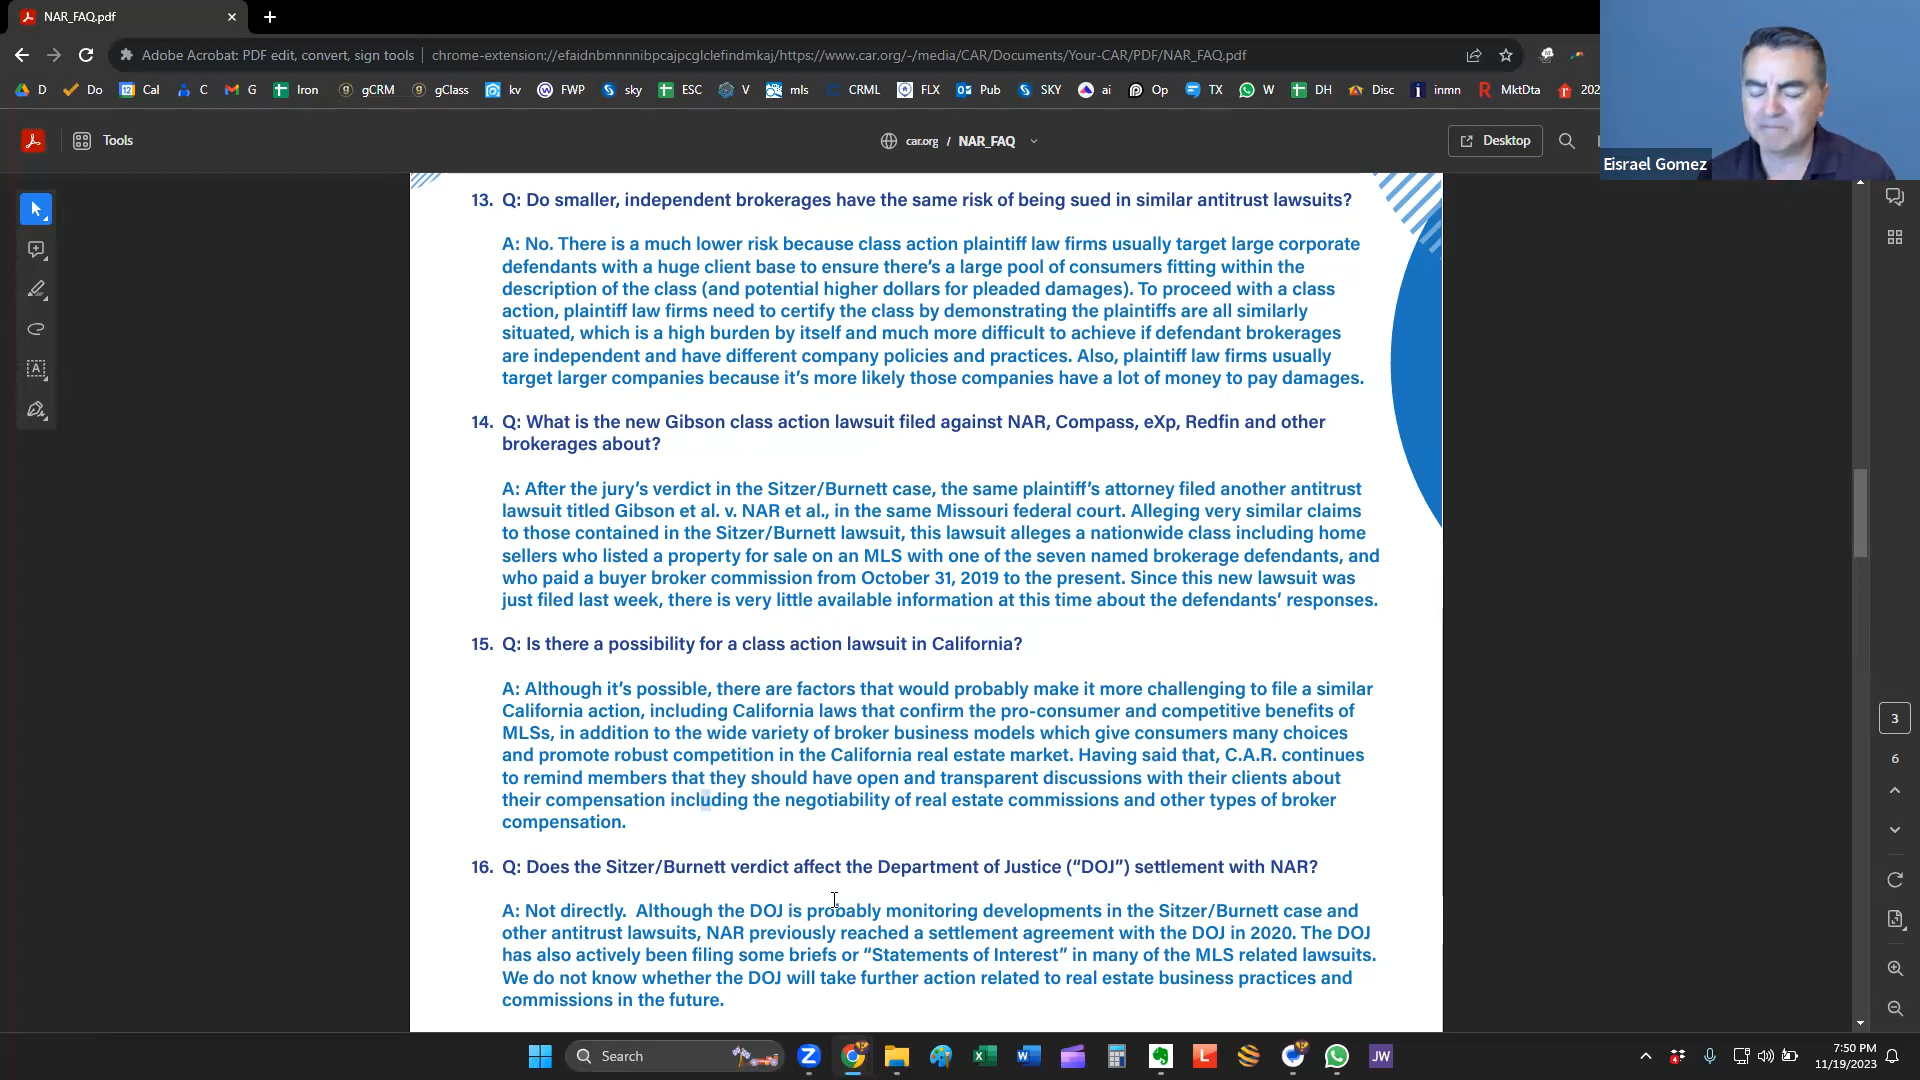 NAR_FAQ.pdf
Adobe Acrobat: PDF edit, convert, sign tools | chrome-extension://efaidnbmnnnibpcajpcglclefindmkaj/https://www.car.org/-/media/CAR/Documents/Your-CAR/PDF/NAR_FAQ.pdf
D Do Cal C G Iron gCRM gClass kv FWP sky ESC V mls CRML FLX Pub SKY ai Op TX W DH Disc inmn MktDta 202
Tools
car.org / NAR_FAQ
Desktop
Eisrael Gomez
13. Q: Do smaller, independent brokerages have the same risk of being sued in similar antitrust lawsuits?
A: No. There is a much lower risk because class action plaintiff law firms usually target large corporate
defendants with a huge client base to ensure there's a large pool of consumers fitting within the
description of the class (and potential higher dollars for pleaded damages). To proceed with a class
action, plaintiff law firms need to certify the class by demonstrating the plaintiffs are all similarly
situated, which is a high burden by itself and much more difficult to achieve if defendant brokerages
are independent and have different company policies and practices. Also, plaintiff law firms usually
target larger companies because it's more likely those companies have a lot of money to pay damages.
14. Q: What is the new Gibson class action lawsuit filed against NAR, Compass, eXp, Redfin and other
brokerages about?
A: After the jury's verdict in the Sitzer/Burnett case, the same plaintiff's attorney filed another antitrust
lawsuit titled Gibson et al. v. NAR et al., in the same Missouri federal court. Alleging very similar claims
to those contained in the Sitzer/Burnett lawsuit, this lawsuit alleges a nationwide class including home
sellers who listed a property for sale on an MLS with one of the seven named brokerage defendants, and
who paid a buyer broker commission from October 31, 2019 to the present. Since this new lawsuit was
just filed last week, there is very little available information at this time about the defendants' responses.
15. Q: Is there a possibility for a class action lawsuit in California?
A: Although it's possible, there are factors that would probably make it more challenging to file a similar
California action, including California laws that confirm the pro-consumer and competitive benefits of
MLSs, in addition to the wide variety of broker business models which give consumers many choices
and promote robust competition in the California real estate market. Having said that, C.A.R. continues
to remind members that they should have open and transparent discussions with their clients about
their compensation including the negotiability of real estate commissions and other types of broker
compensation.
16. Q: Does the Sitzer/Burnett verdict affect the Department of Justice ("DOJ") settlement with NAR?
A: Not directly. Although the DOJ is probably monitoring developments in the Sitzer/Burnett case and
other antitrust lawsuits, NAR previously reached a settlement agreement with the DOJ in 2020. The DOJ
has also actively been filing some briefs or "Statements of Interest" in many of the MLS related lawsuits.
We do not know whether the DOJ will take further action related to real estate business practices and
commissions in the future.
3
6
Search
JW
7:50 PM
11/19/2023